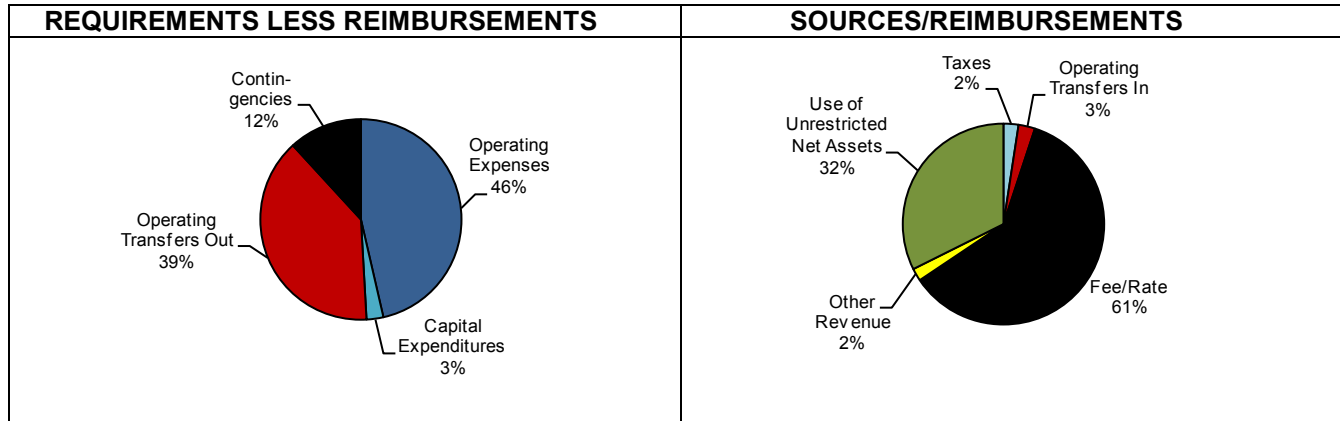 REQUIREMENTS LESS REIMBURSEMENTS
Contin-
gencies
12%
Operating
Expenses
46%
Operating
Transfers Out
39%
Capital
Expenditures
3%
SOURCES/REIMBURSEMENTS
Taxes
2%
Operating
Transfers In
3%
Use of
Unrestricted
Net Assets
32%
Fee/Rate
61%
Other
Revenue
2%